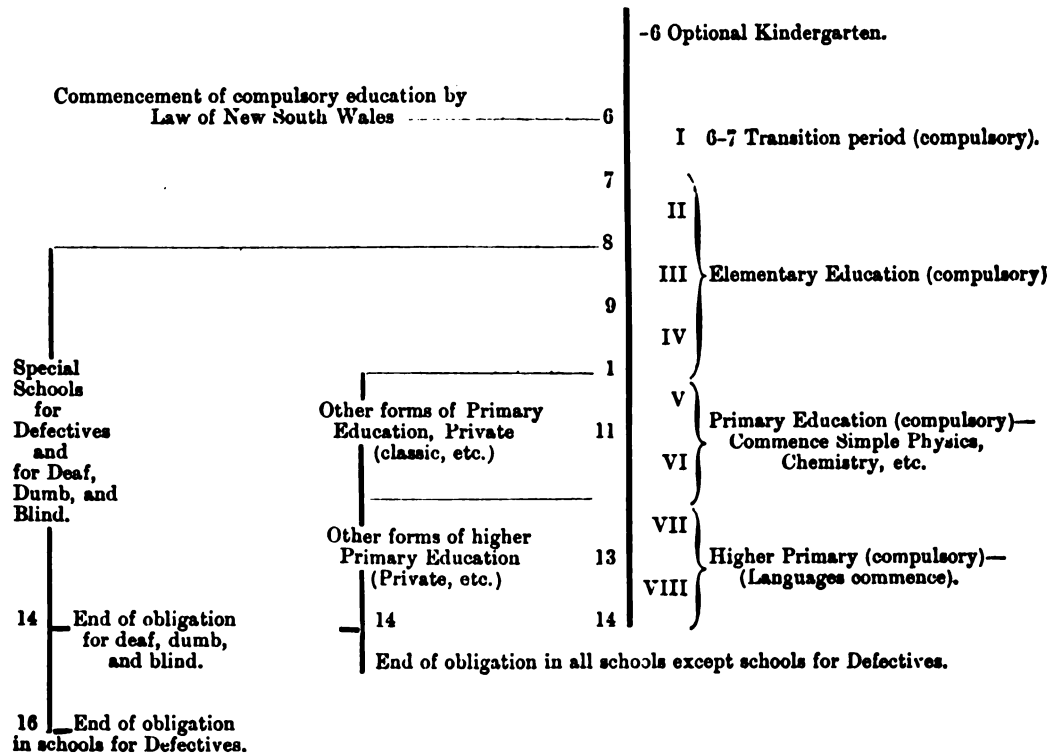 -6 Optional Kindergarten.
Commencement of compulsory education by
Law of New South Wales 6
I 6-7 Transition period (compulsory).
7
II
8
III Elementary Education (compulsory)
9
IV
1
Special
Schools
for
Defectives
and
for Deaf,
Dumb, and
Blind.
Other forms of Primary
Education, Private
(classic, etc.)
11
V
VI
Primary Education (compulsory)—
Commence Simple Physics,
Chemistry, etc.
Other forms of higher
Primary Education
(Private, etc.)
13
VII
VIII
Higher Primary (compulsory)—
(Languages commence).
14 End of obligation
for deaf, dumb,
and blind.
14
14
End of obligation in all schools except schools for Defectives.
16 End of obligation
in schools for Defectives.